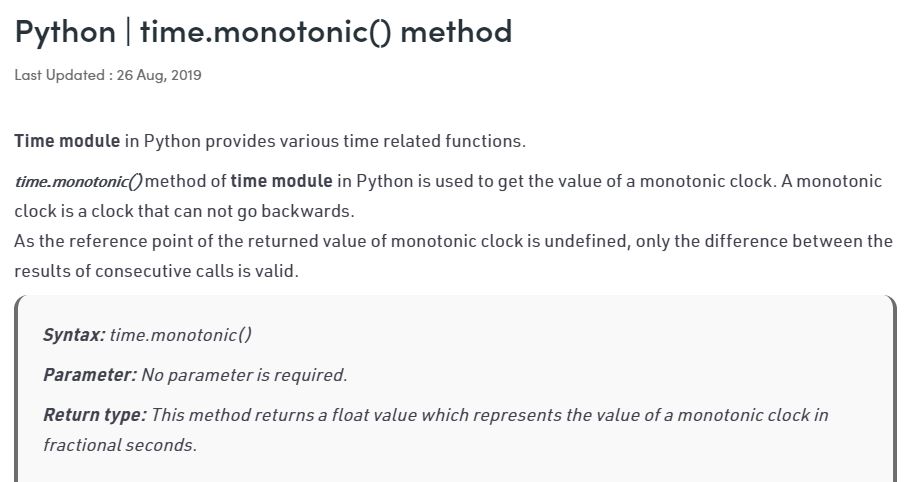 Python | time.monotonic() method
Last Updated : 26 Aug, 2019
Time module in Python provides various time related functions.
time.monotonic() method of time module in Python is used to get the value of a monotonic clock. A monotonic
clock is a clock that can not go backwards.
As the reference point of the returned value of monotonic clock is undefined, only the difference between the
results of consecutive calls is valid.
Syntax: time.monotonic()
Parameter: No parameter is required.
Return type: This method returns a float value which represents the value of a monotonic clock in
fractional seconds.